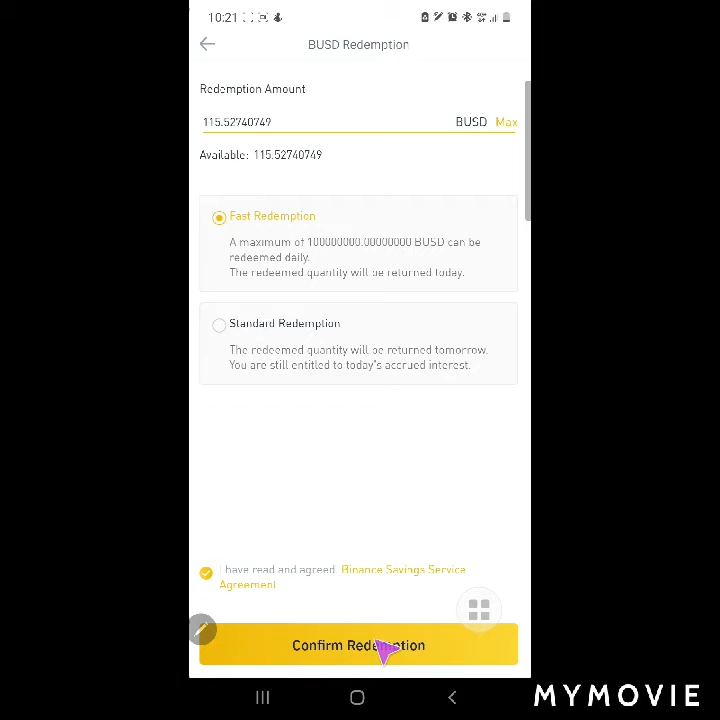 10:21
BUSD Redemption
Redemption Amount
115.52740749 BUSD Max
Available: 115.52740749
Fast Redemption
A maximum of 100000000.00000000 BUSD can be
redeemed daily.
The redeemed quantity will be returned today.
Standard Redemption
The redeemed quantity will be returned tomorrow.
You are still entitled to today's accrued interest.
I have read and agreed. Binance Savings Service
Agreement
Confirm Redemption
MYMOVIE